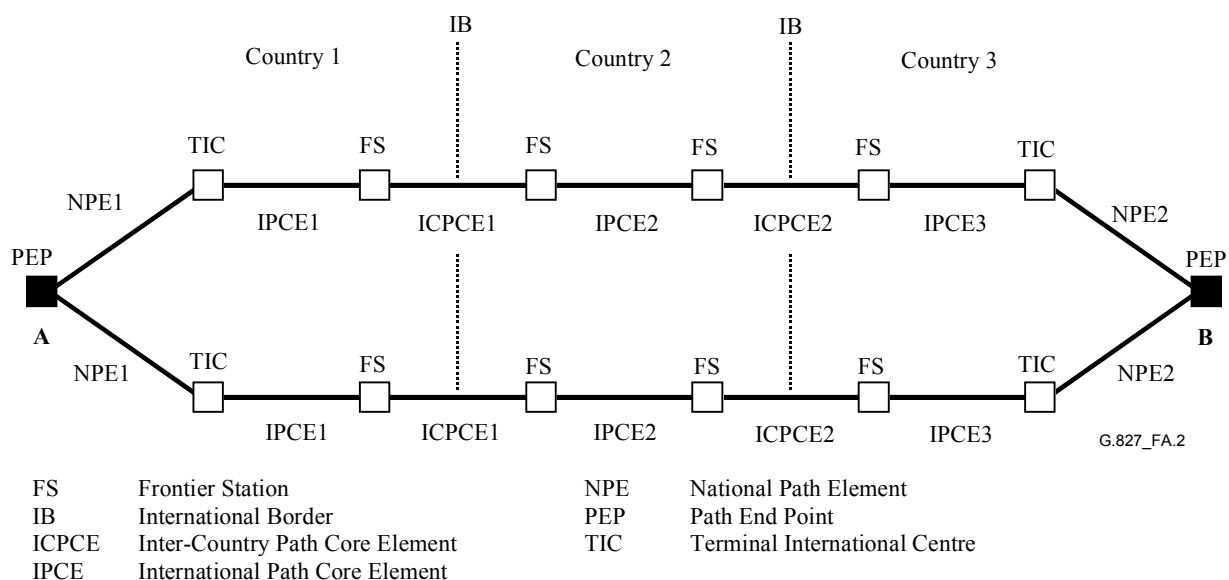 IB IB
Country 1 Country 2 Country 3
TIC FS FS FS FS TIC
NPE1 NPE2
IPCE1 ICPCE1 IPCE2 ICPCE2 IPCE3
PEP PEP
A B
NPE1 NPE2
TIC FS FS FS FS TIC
IPCE1 ICPCE1 IPCE2 ICPCE2 IPCE3
G.827_FA.2
FS Frontier Station NPE National Path Element
IB International Border PEP Path End Point
ICPCE Inter-Country Path Core Element TIC Terminal International Centre
IPCE International Path Core Element